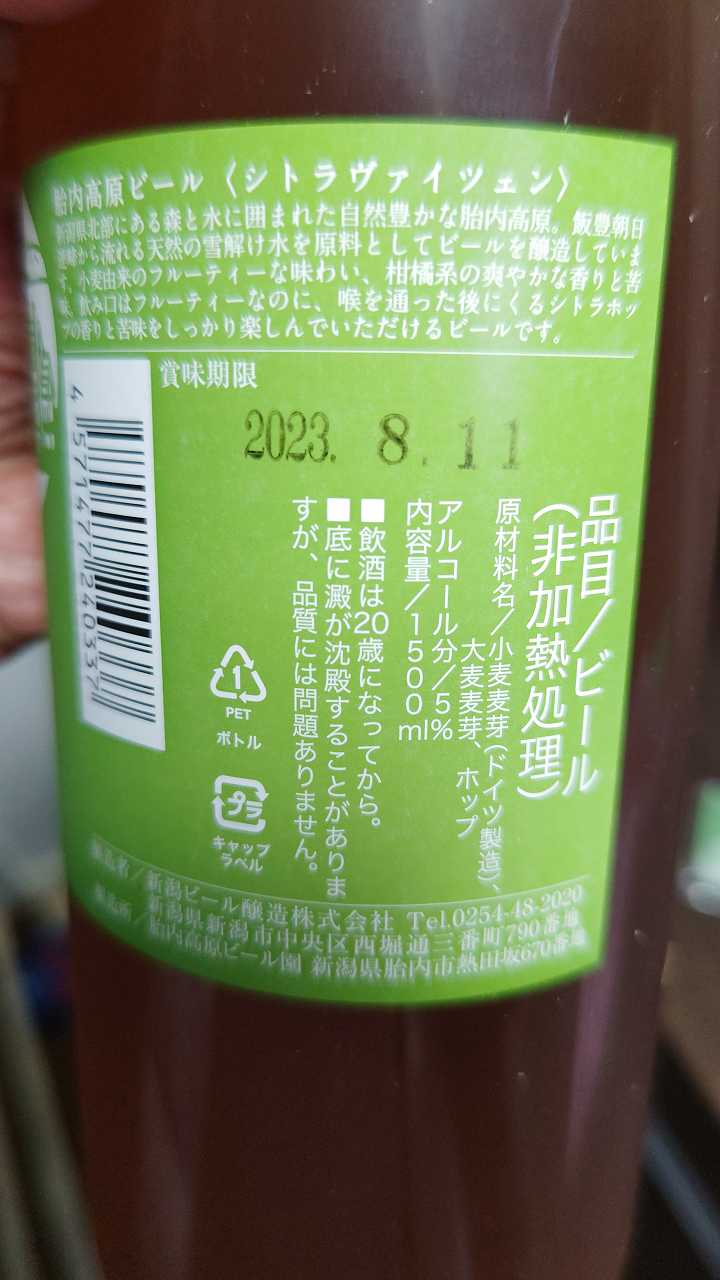 胎内高原ビール〈シトラヴァイツェン〉
新潟県北部にある森と水に囲まれた自然豊かな胎内高原。飯豊朝日
連峰から流れる天然の雪解け水を原料としてビールを醸造していま
す。小麦由来のフルーティーな味わい、柑橘系の爽やかな香りと苦
味、飲み口はフルーティーなのに、喉を通った後にくるシトラホッ
プの香りと苦味をしっかり楽しんでいただけるビールです。
賞味期限
2023. 8.11
品目/ビール
(非加熱処理)
原材料名/小麦麦芽(ドイツ製造)、
大麦麦芽、ホップ
アルコール分/5%
内容量/1500ml
■飲酒は20歳になってから。
■底に澱が沈殿することがありま
すが、品質には問題ありません。
1
PET
ボトル
プラ
キャップ
ラベル
4571477240337
製造者/新潟ビール醸造株式会社 Tel.0254-48-2020
新潟県新潟市中央区西堀通三番町790番地
製造所/胎内高原ビール園 新潟県胎内市熱田坂670番地